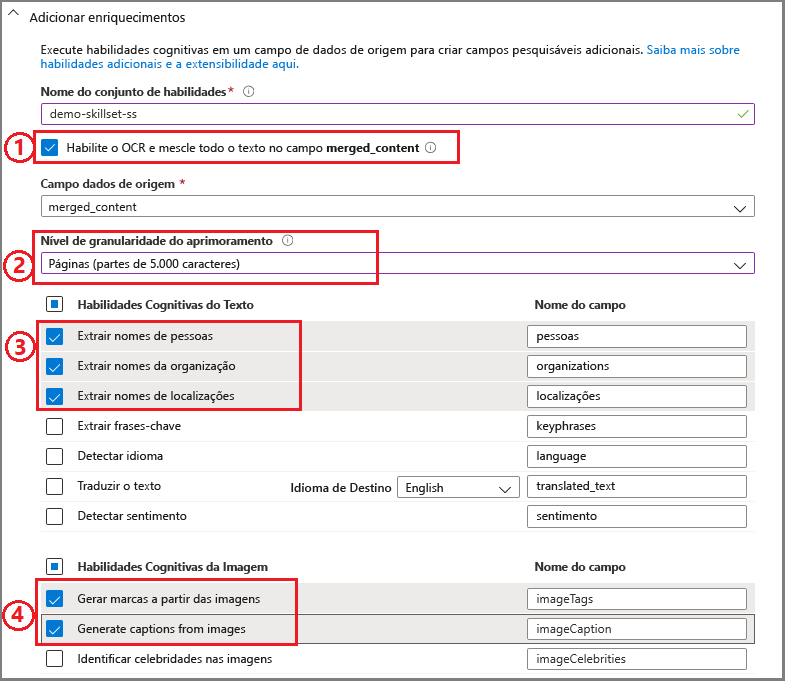 Adicionar enriquecimentos
Execute habilidades cognitivas em um campo de dados de origem para criar campos pesquisáveis adicionais. Saiba mais sobre
habilidades adicionais e a extensibilidade aqui.
Nome do conjunto de habilidades*
demo-skillset-ss
1 Habilite o OCR e mescle todo o texto no campo merged_content
Campo dados de origem *
merged_content
Nível de granularidade do aprimoramento
2 Páginas (partes de 5.000 caracteres)
Habilidades Cognitivas do Texto Nome do campo
Extrair nomes de pessoas pessoas
3 Extrair nomes da organização organizations
Extrair nomes de localizações localizações
Extrair frases-chave keyphrases
Detectar idioma language
Traduzir o texto Idioma de Destino English translated_text
Detectar sentimento sentimento
Habilidades Cognitivas da Imagem Nome do campo
Gerar marcas a partir das imagens imageTags
4 Generate captions from images imageCaption
Identificar celebridades nas imagens imageCelebrities